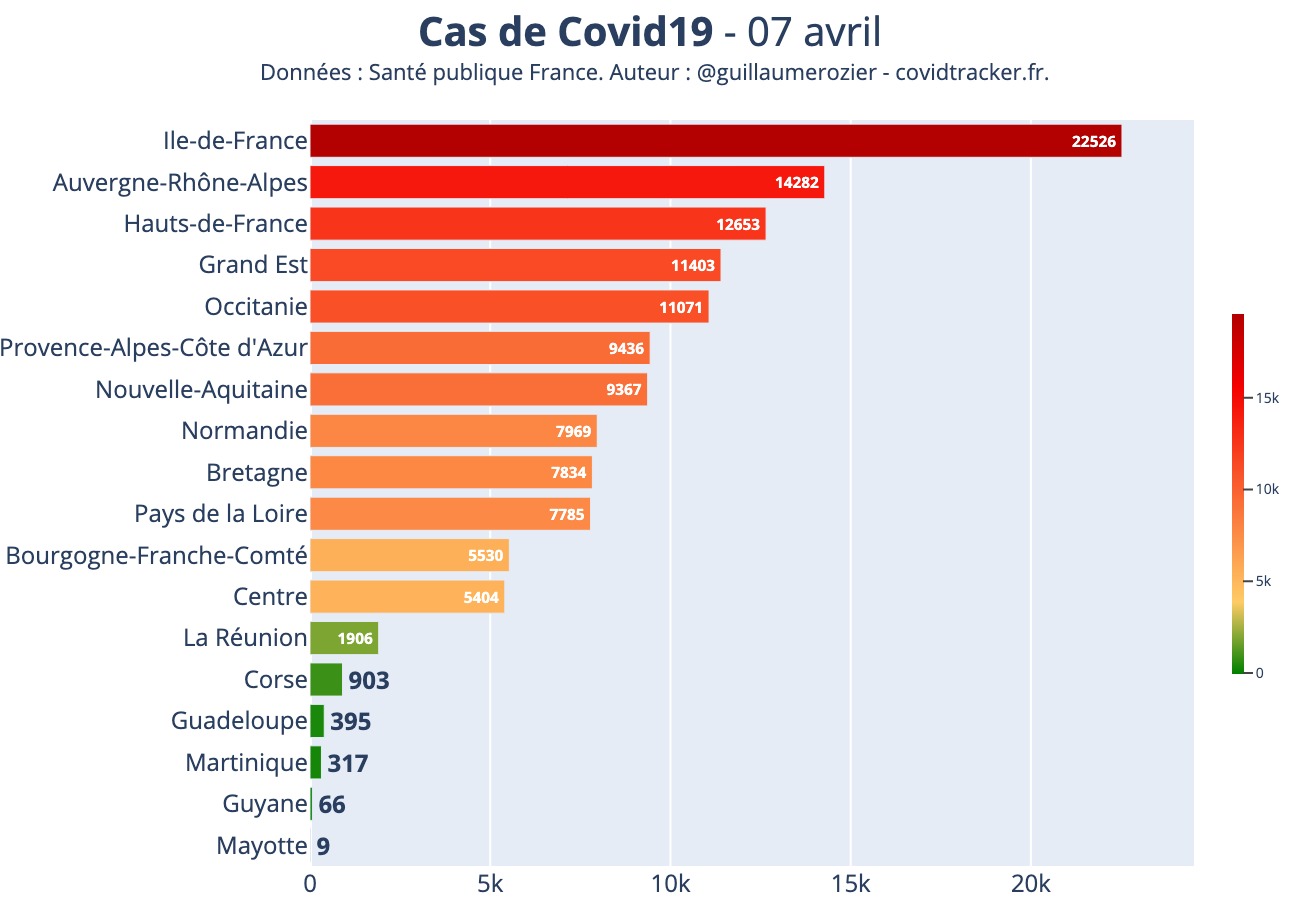 Cas de Covid19 - 07 avril
Données : Santé publique France. Auteur : @guillaumerozier - covidtracker.fr.
Ile-de-France 22526
Auvergne-Rhône-Alpes 14282
Hauts-de-France 12653
Grand Est 11403
Occitanie 11071
Provence-Alpes-Côte d'Azur 9436
Nouvelle-Aquitaine 9367
Normandie 7969
Bretagne 7834
Pays de la Loire 7785
Bourgogne-Franche-Comté 5530
Centre 5404
La Réunion 1906
Corse 903
Guadeloupe 395
Martinique 317
Guyane 66
Mayotte 9
0 5k 10k 15k 20k
15k
10k
5k
0